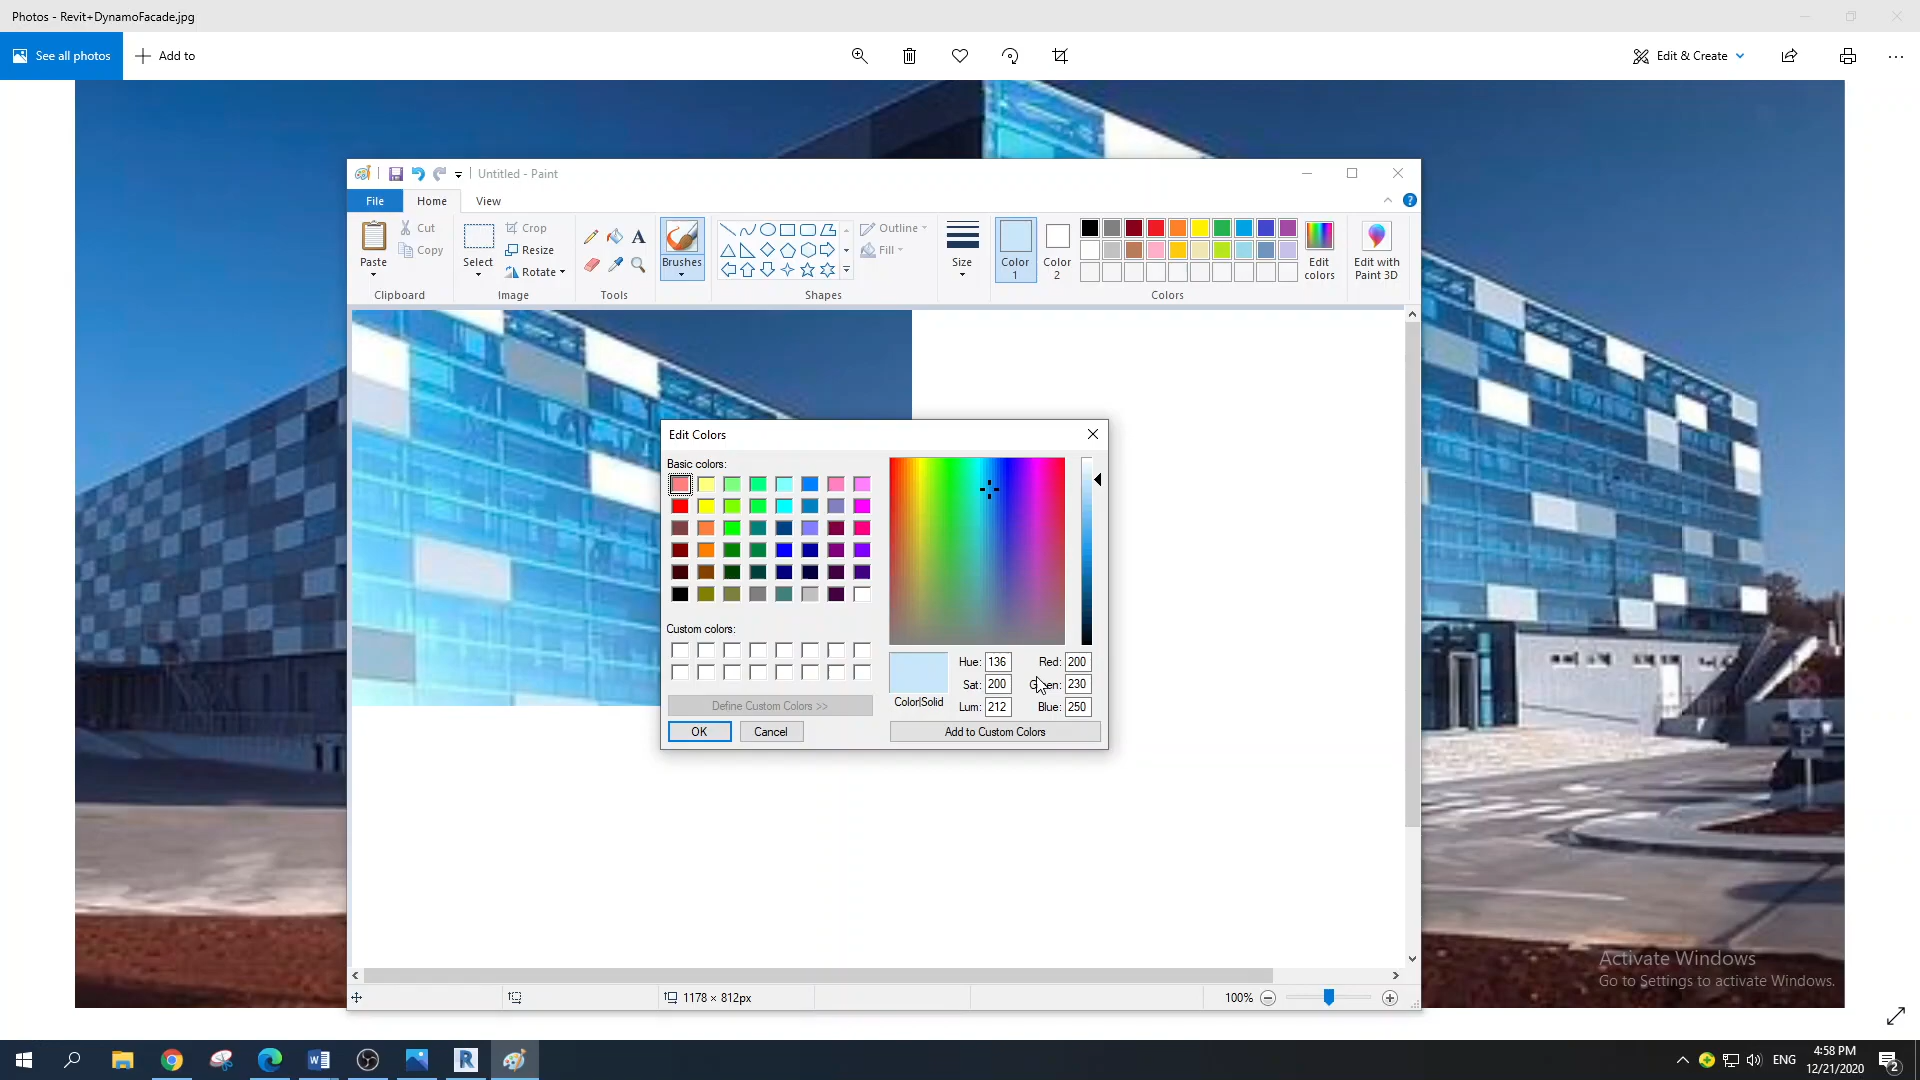 Photos - Revit+DynamoFacade.jpg
See all photos
Add to
Edit & Create
Untitled - Paint
File
Home
View
Paste
Cut
Copy
Clipboard
Select
Crop
Resize
Rotate
Image
A
Tools
Brushes
Outline
Fill
Shapes
Size
Color
1
Color
2
Edit
colors
Colors
Edit with
Paint 3D
Edit Colors
Basic colors:
Custom colors:
Define Custom Colors >>
OK
Cancel
Color|Solid
Hue: 136
Sat: 200
Lum: 212
Red: 200
Green: 230
Blue: 250
Add to Custom Colors
P
1178 × 812px
100%
Activate Windows
Go to Settings to activate Windows.
ENG
4:58 PM
12/21/2020
2